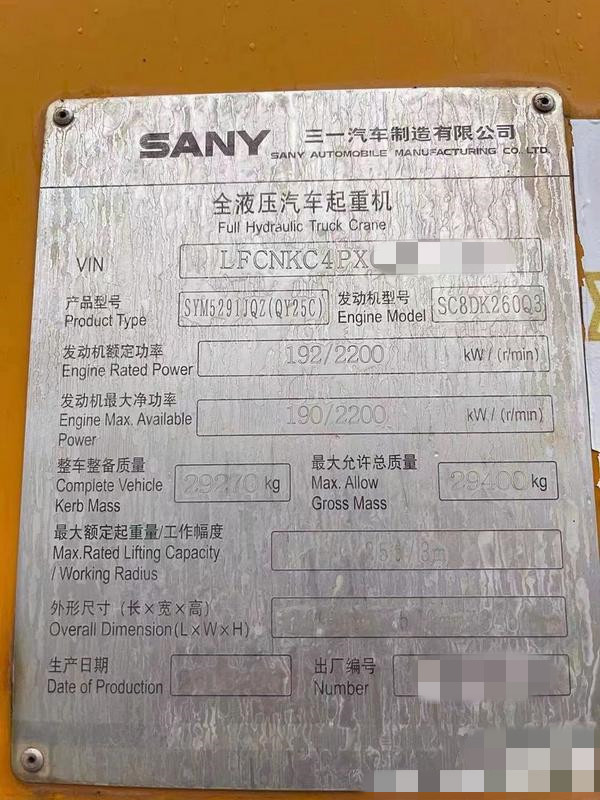 SANY 三一汽车制造有限公司
SANY AUTOMOBILE MANUFACTURING CO., LTD.
全液压汽车起重机
Full Hydraulic Truck Crane
VIN LFCNKC4PX
产品型号 SYM5291JQZ(QY25C) 发动机型号 SC8DK260Q3
Product Type Engine Model
发动机额定功率 192/2200 kW / (r/min)
Engine Rated Power
发动机最大净功率 190/2200 kW / (r/min)
Engine Max. Available
Power
整车整备质量 29270 kg 最大允许总质量 29400 kg
Complete Vehicle Max. Allow
Kerb Mass Gross Mass
最大额定起重量/工作幅度
Max.Rated Lifting Capacity
/ Working Radius
外形尺寸 (长×宽×高)
Overall Dimension(L×W×H)
生产日期 出厂编号
Date of Production Number